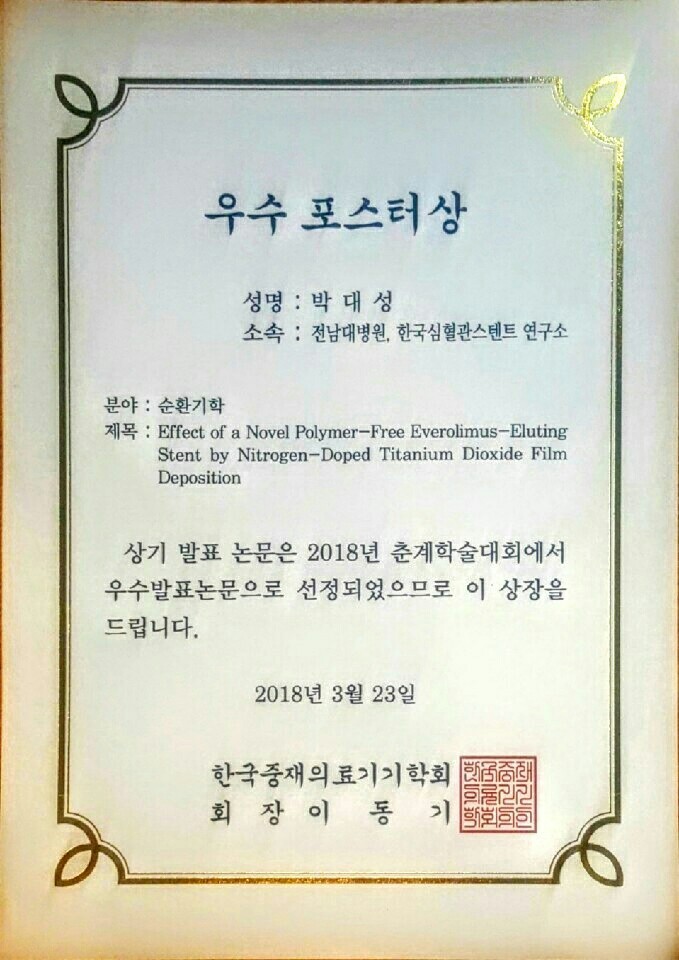 우수 포스터상
성명 : 박 대 성
소속 : 전남대병원, 한국심혈관스텐트 연구소
분야 : 순환기학
제목 : Effect of a Novel Polymer-Free Everolimus-Eluting
Stent by Nitrogen-Doped Titanium Dioxide Film
Deposition
상기 발표 논문은 2018년 춘계학술대회에서
우수발표논문으로 선정되었으므로 이 상장을
드립니다.
2018년 3월 23일
한국중재의료기기학회
회 장 이 동 기